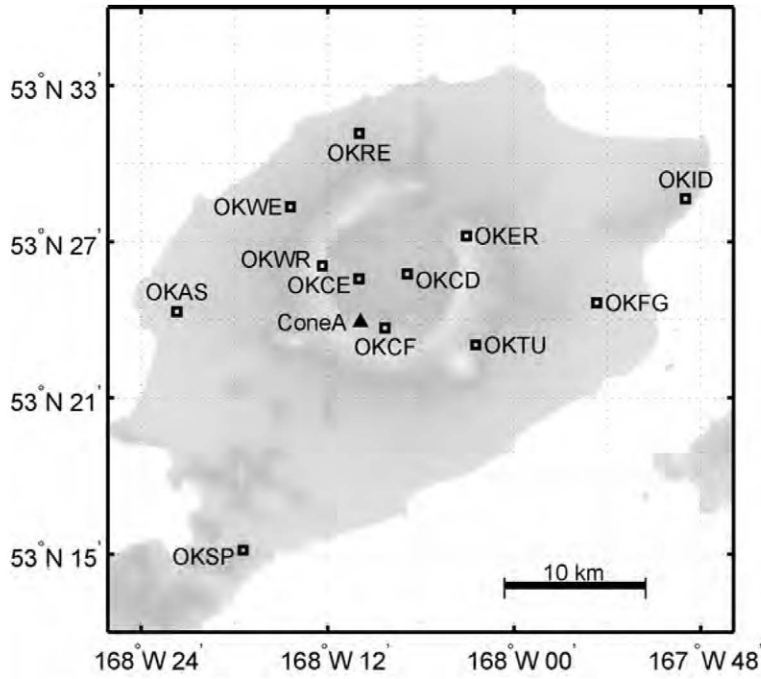 53°N 33'
OKRE
OKID
OKWE
53°N 27'
OKER
OKWR
OKCD
OKCE
OKAS
OKFG
ConeA
OKCF
OKTU
53°N 21'
53°N 15'
OKSP
10 km
168°W 24'
168°W 12'
168°W 00'
167°W 48'